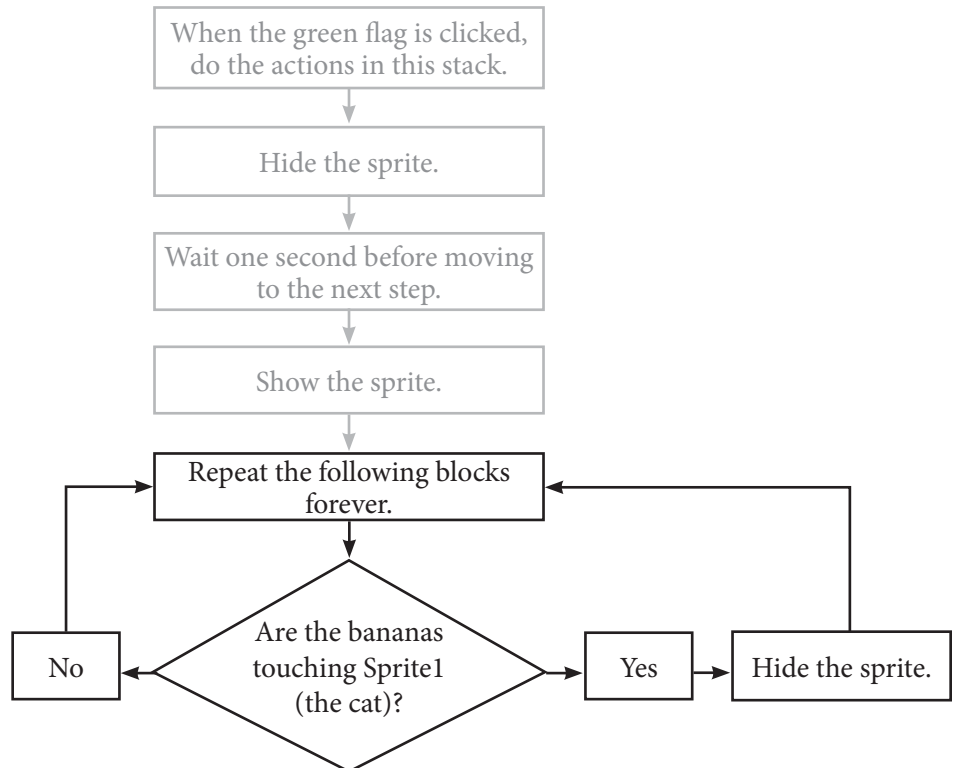 When the green flag is clicked,
do the actions in this stack.
Hide the sprite.
Wait one second before moving
to the next step.
Show the sprite.
Repeat the following blocks
forever.
Are the bananas
touching Sprite1
(the cat)?
No
Yes
Hide the sprite.